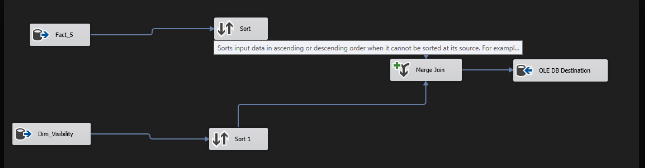 Fact_S
Sort
Sorts input data in ascending or descending order when it cannot be sorted at its source. For exampl...
Merge Join
OLE DB Destination
Dim_Visibility
Sort 1